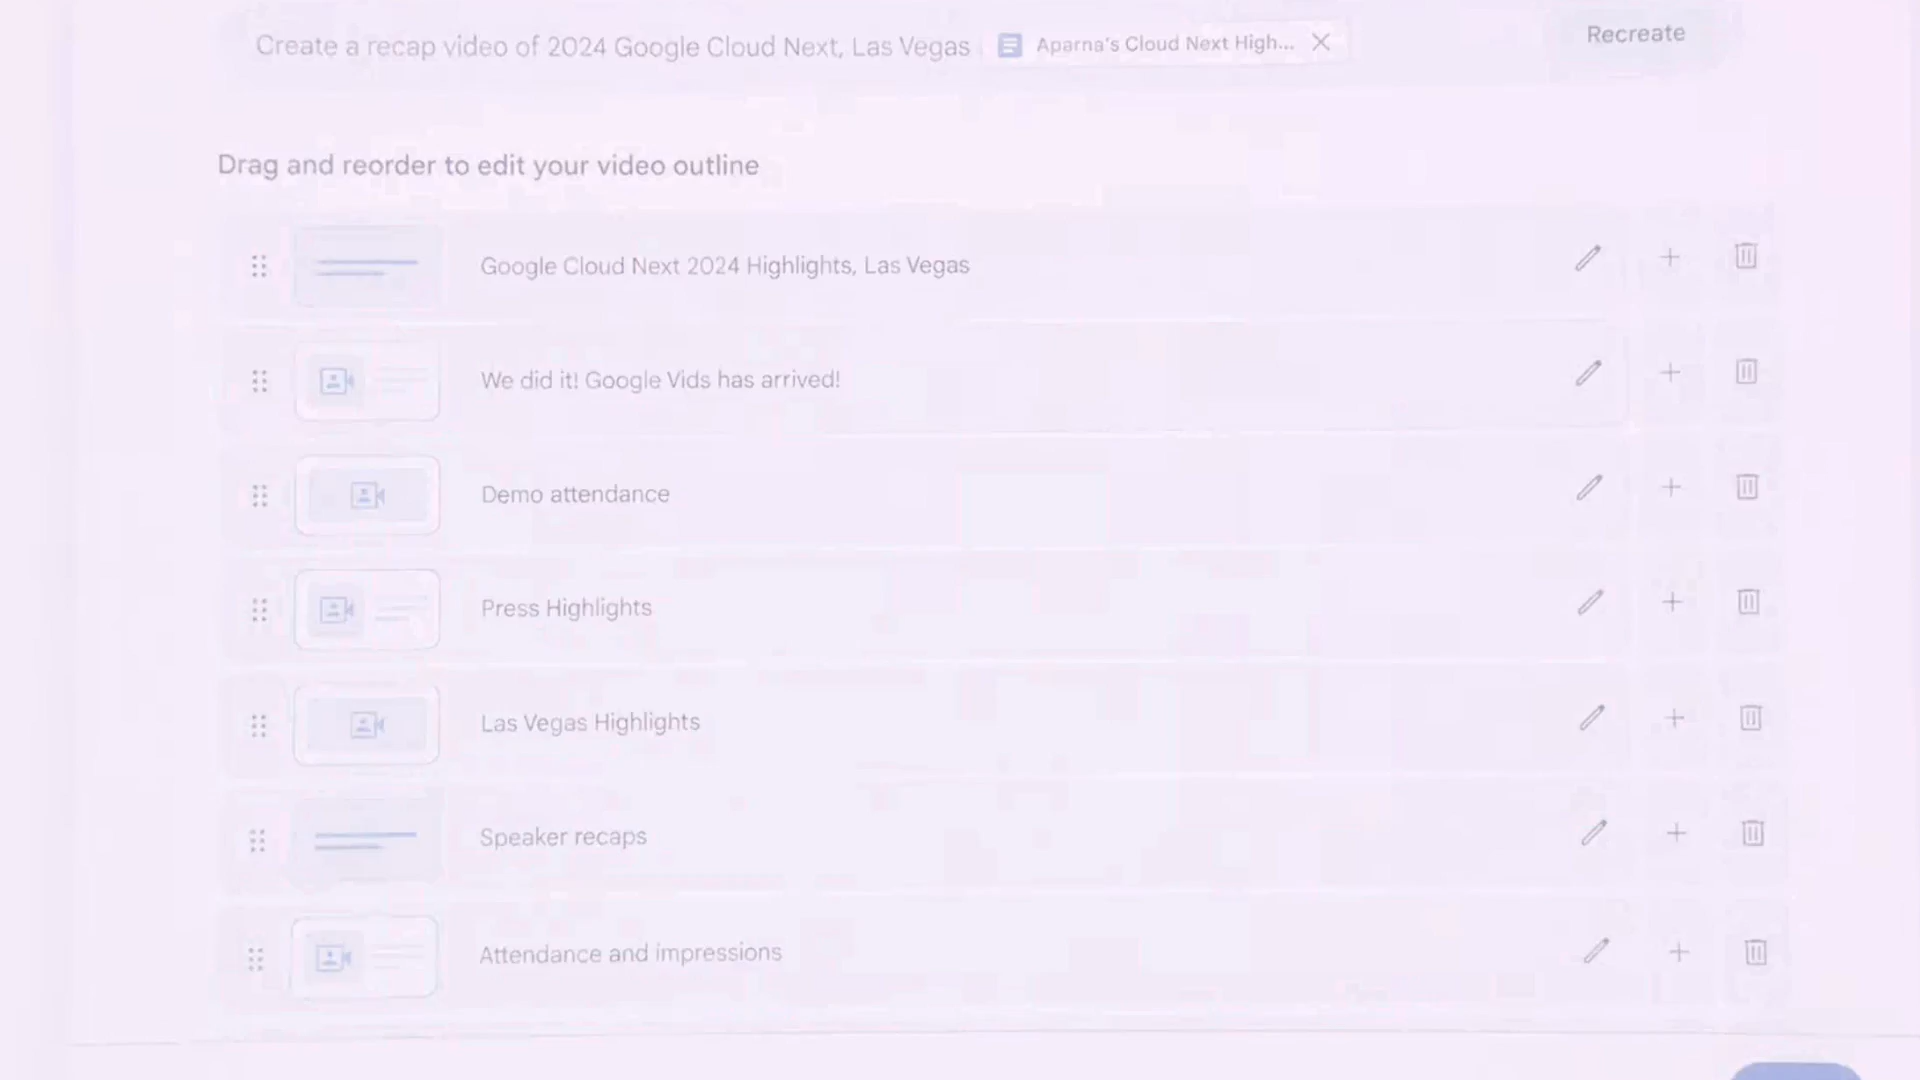 Create a recap video of 2024 Google Cloud Next, Las Vegas Aparna's Cloud Next High... Recreate
Drag and reorder to edit your video outline
Google Cloud Next 2024 Highlights, Las Vegas
We did it! Google Vids has arrived!
Demo attendance
Press Highlights
Las Vegas Highlights
Speaker recaps
Attendance and impressions